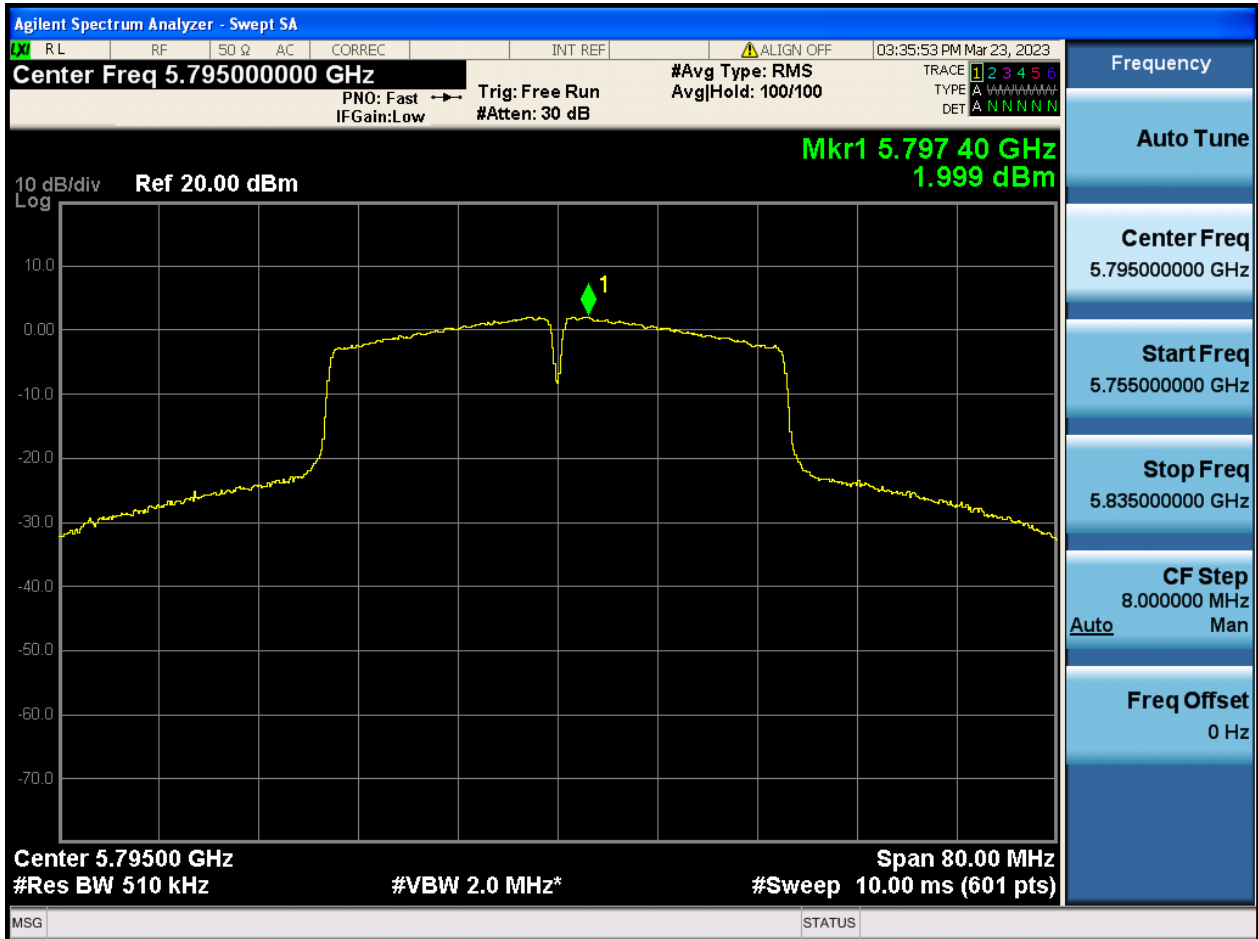 Agilent Spectrum Analyzer - Swept SA
LXI RL RF 50 Ω AC CORREC INT REF ALIGN OFF 03:35:53 PM Mar 23, 2023
Center Freq 5.795000000 GHz
PNO: Fast
IFGain:Low
Trig: Free Run
#Atten: 30 dB
#Avg Type: RMS
Avg|Hold: 100/100
TRACE 1 2 3 4 5 6
TYPE A WWWWW
DET A N N N N N
Mkr1 5.797 40 GHz
1.999 dBm
10 dB/div Ref 20.00 dBm
Log
10.0
1
0.00
-10.0
-20.0
-30.0
-40.0
-50.0
-60.0
-70.0
Center 5.79500 GHz Span 80.00 MHz
#Res BW 510 kHz #VBW 2.0 MHz* #Sweep 10.00 ms (601 pts)
MSG STATUS
Frequency
Auto Tune
Center Freq
5.795000000 GHz
Start Freq
5.755000000 GHz
Stop Freq
5.835000000 GHz
CF Step
8.000000 MHz
Auto Man
Freq Offset
0 Hz